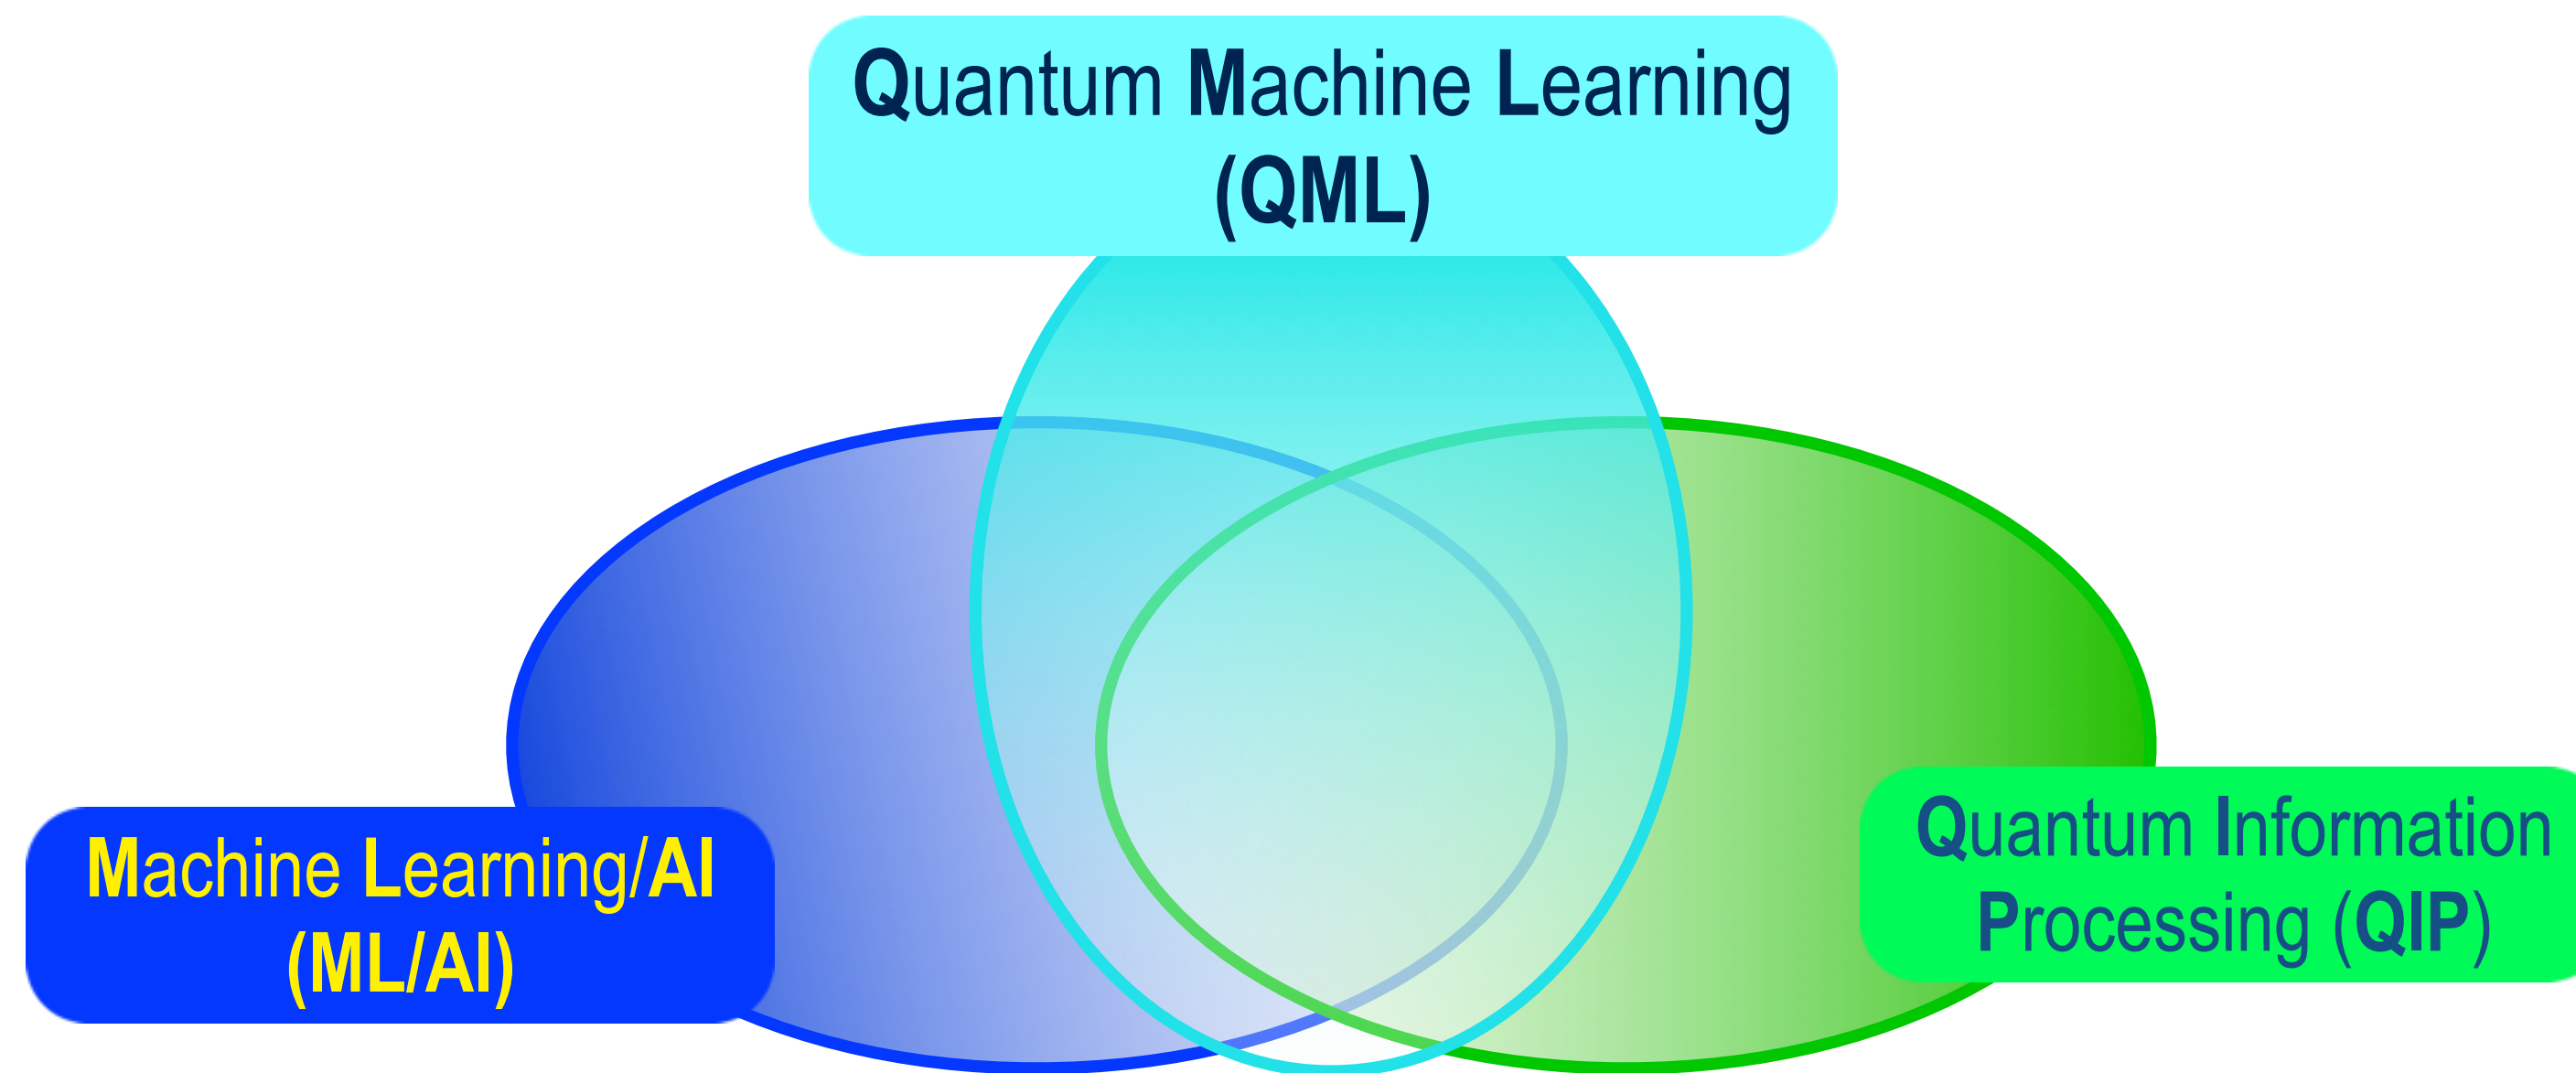 Quantum Machine Learning
(QML)
Machine Learning/AI
(ML/AI)
Quantum Information
Processing (QIP)